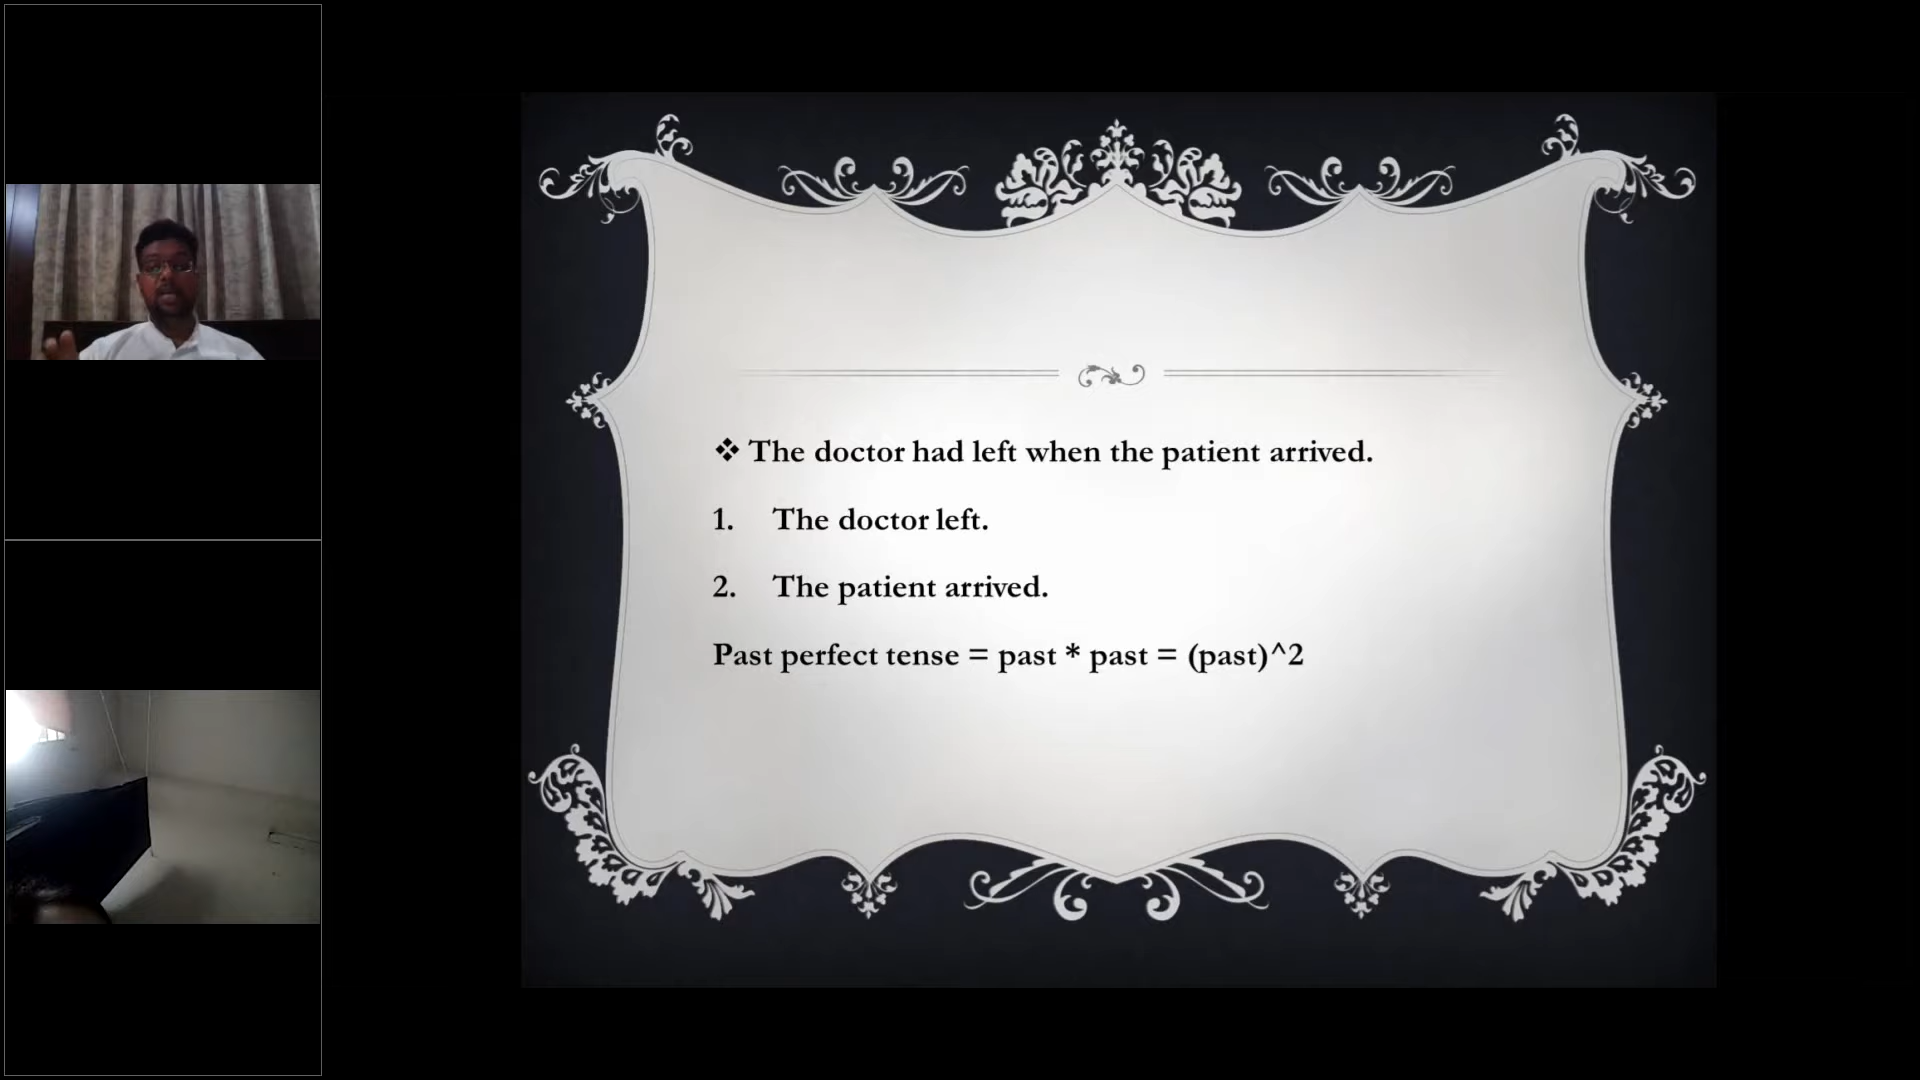 ❖ The doctor had left when the patient arrived.
1. The doctor left.
2. The patient arrived.
Past perfect tense = past * past = (past)^2